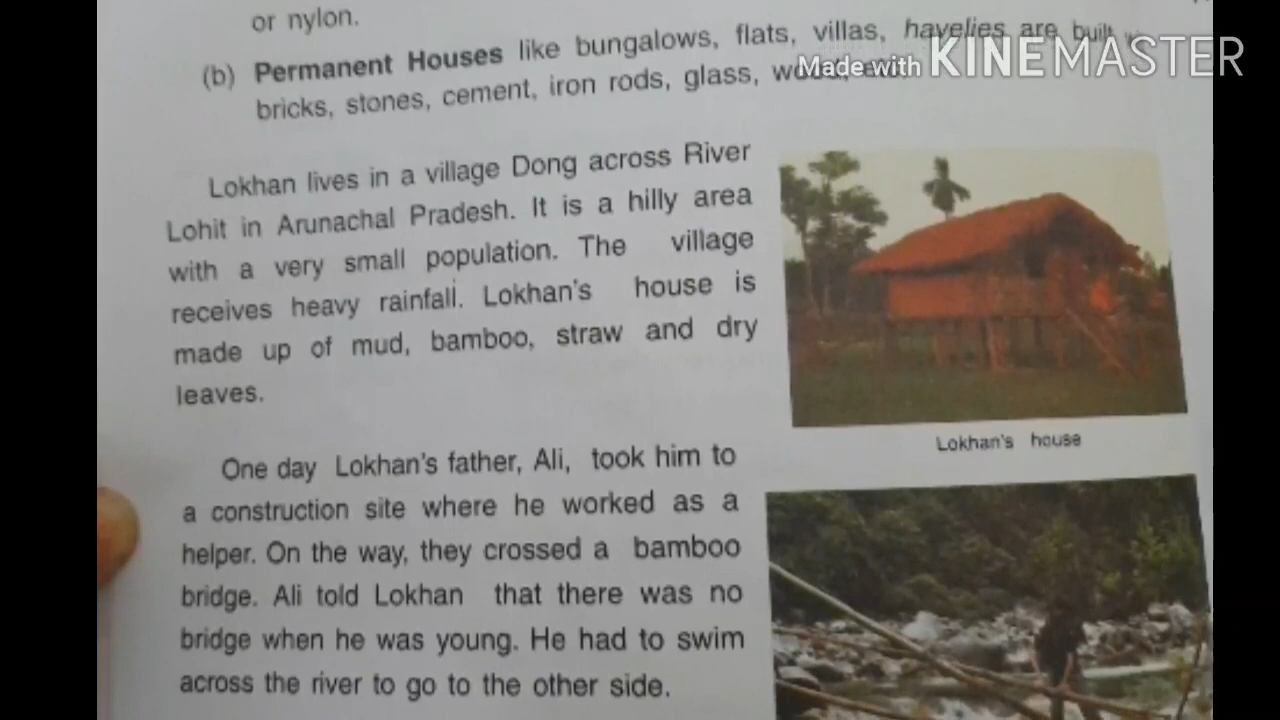 or nylon.
(b) Permanent Houses like bungalows, flats, villas, havelies are built
Made with KINEMASTER
bricks, stones, cement, iron rods, glass,
Lokhan lives in a village Dong across River
Lohit in Arunachal Pradesh. It is a hilly area
with a very small population. The village
receives heavy rainfall. Lokhan's house is
made up of mud, bamboo, straw and dry
leaves.
Lokhan's house
One day Lokhan's father, Ali, took him to
a construction site where he worked as a
helper. On the way, they crossed a bamboo
bridge. Ali told Lokhan that there was no
bridge when he was young. He had to swim
across the river to go to the other side.